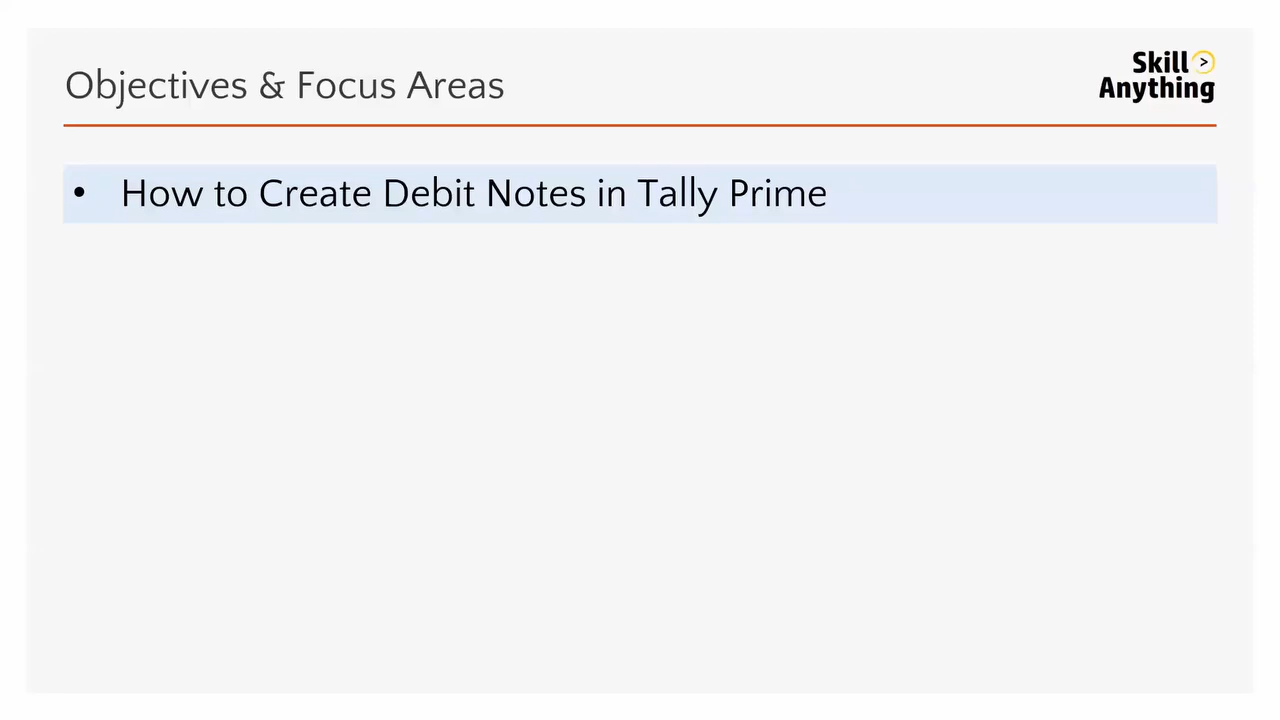 Objectives & Focus Areas
Skill >
Anything
• How to Create Debit Notes in Tally Prime